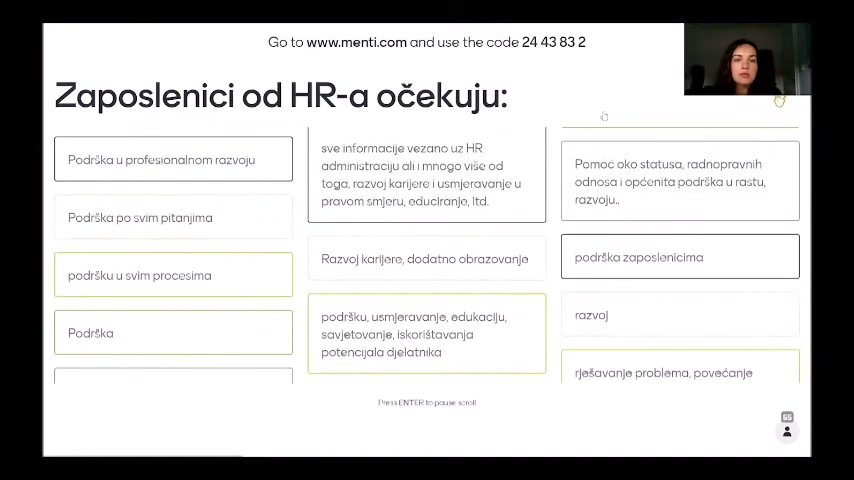 Go to www.menti.com and use the code 24 43 83 2
Zaposlenici od HR-a očekuju:
Podrška u profesionalnom razvoju
Podrška po svim pitanjima
podršku u svim procesima
Podrška
sve informacije vezano uz HR
administraciju ali i mnogo više od
toga, razvoj karijere i usmjeravanje u
pravom smjeru, educiranje, itd.
Razvoj karijere, dodatno obrazovanje
podršku, usmjeravanje, edukaciju,
savjetovanje, iskorištavanja
potencijala djelatnika
Pomoć oko statusa, radnopravnih
odnosa i općenita podrška u rastu,
razvoju..
podrška zaposlenicima
razvoj
rješavanje problema, povećanje
Press ENTER to pause scroll
55